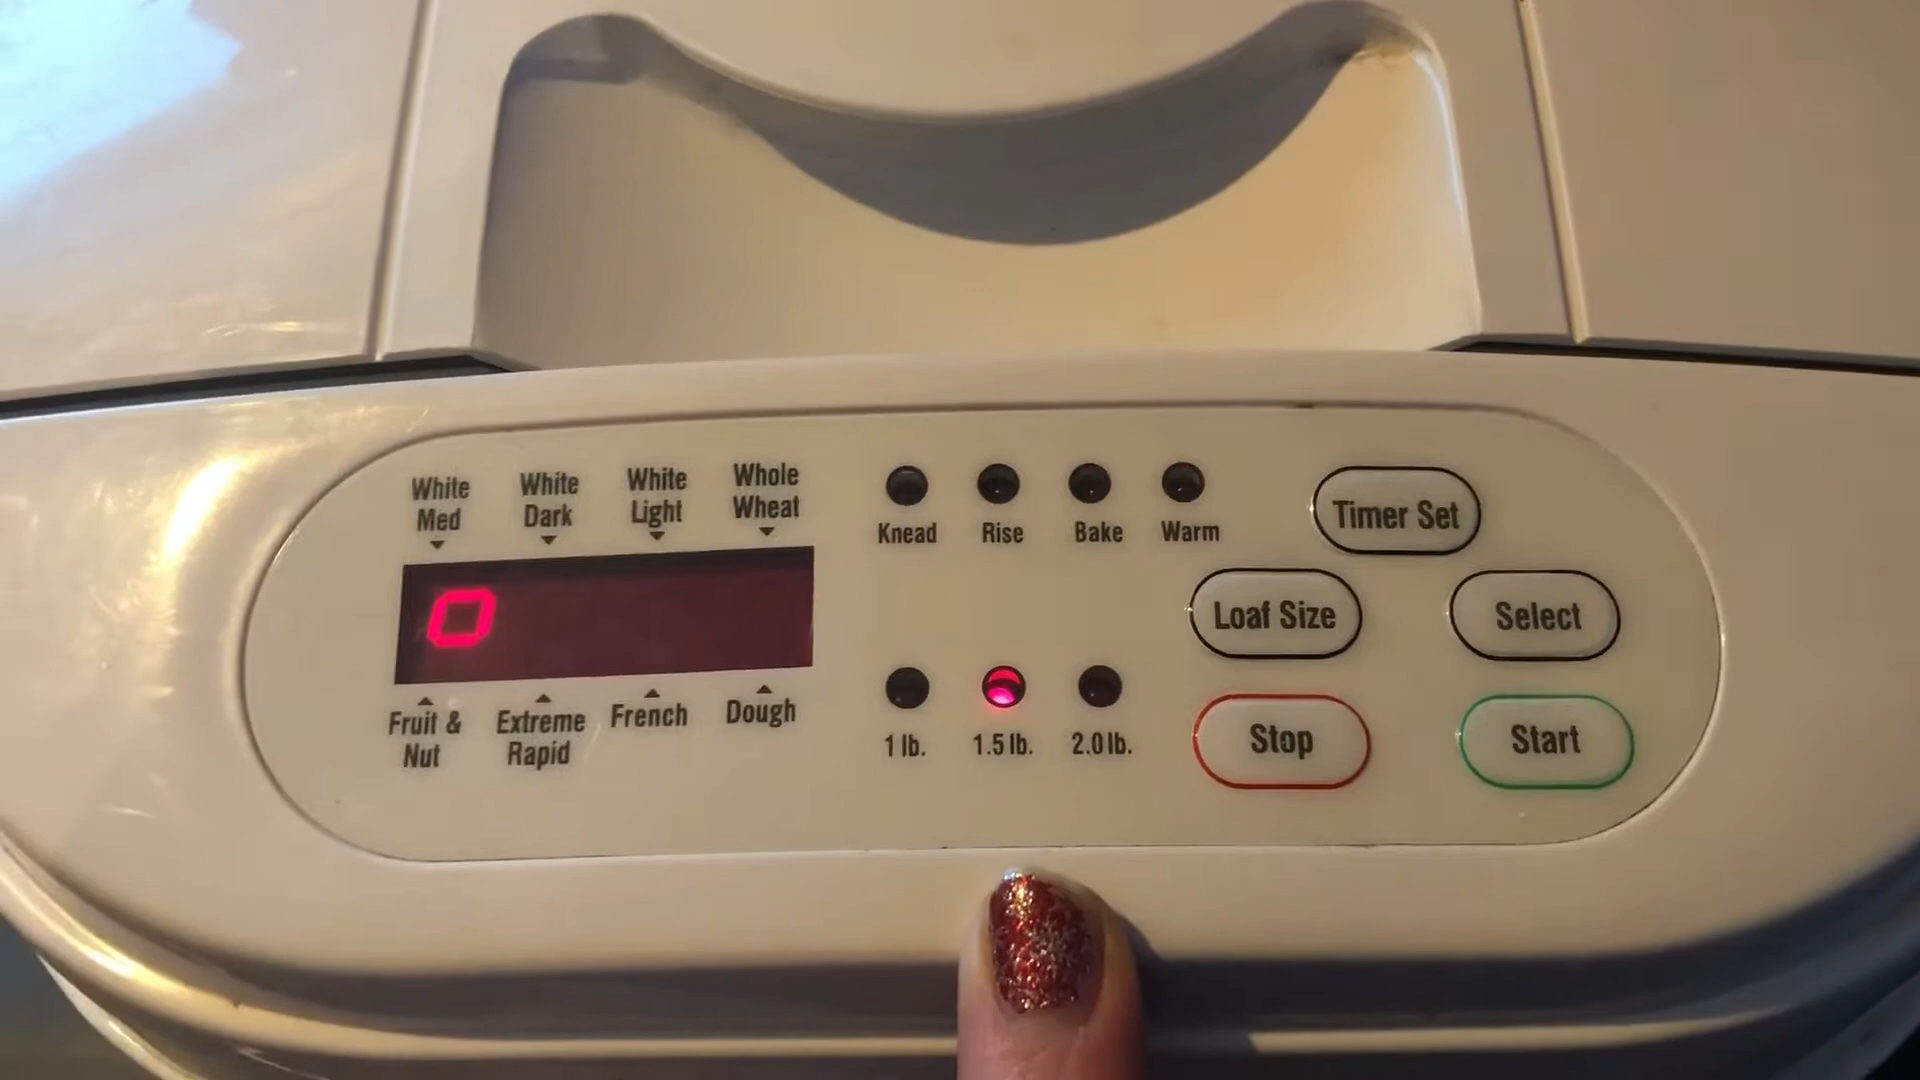 White
Med
White
Dark
White
Light
Whole
Wheat
Knead
Rise
Bake
Warm
Timer Set
Loaf Size
Select
Fruit &
Nut
Extreme
Rapid
French
Dough
1 lb.
1.5 lb.
2.0 lb.
Stop
Start